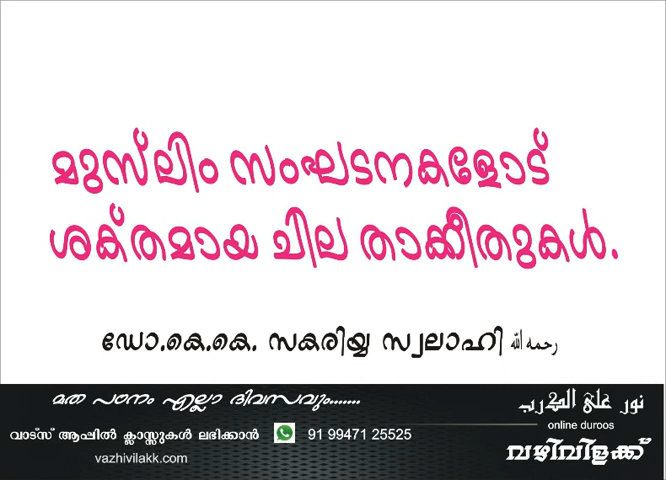 മുസ്‌ലിം സംഘടനകളോട്
ശക്തമായ ചില താക്കീതുകൾ.
ഡോ.കെ.കെ. സകരിയ്യ സ്വലാഹി رحمه الله
മത പഠനം എല്ലാ ദിവസവും.......
വാട്സ് ആപ്പിൽ ക്ലാസ്സുകൾ ലഭിക്കാൻ 91 99471 25525
vazhivilakk.com
نور على الدرب
online duroos
വഴിവിളക്ക്